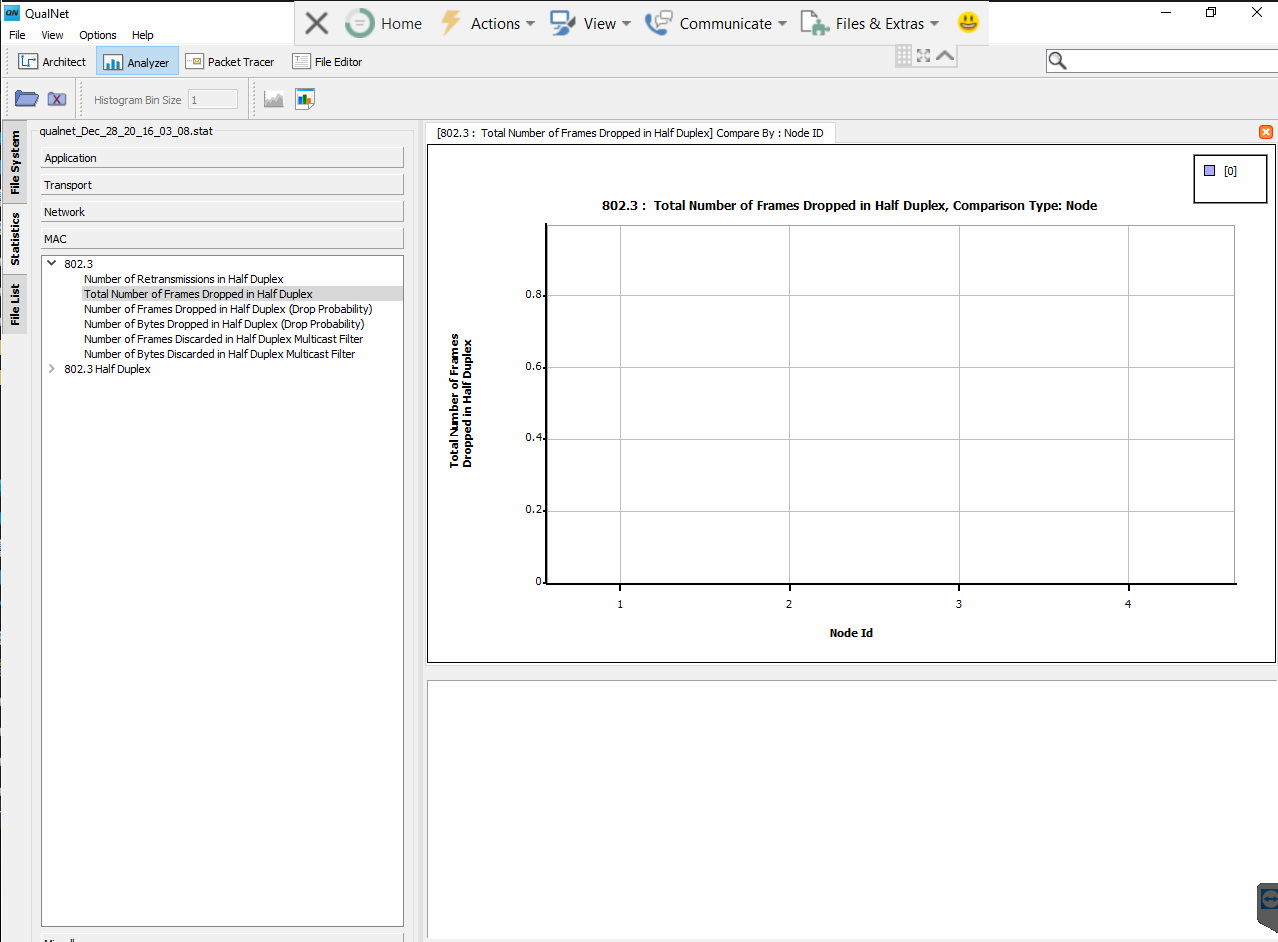 QN QualNet
File View Options Help
Home Actions View Communicate Files & Extras
Architect Analyzer Packet Tracer File Editor
Histogram Bin Size 1
File System
Statistics
File List
qualnet_Dec_28_20_16_03_08.stat
Application
Transport
Network
MAC
802.3
Number of Retransmissions in Half Duplex
Total Number of Frames Dropped in Half Duplex
Number of Frames Dropped in Half Duplex (Drop Probability)
Number of Bytes Dropped in Half Duplex (Drop Probability)
Number of Frames Discarded in Half Duplex Multicast Filter
Number of Bytes Discarded in Half Duplex Multicast Filter
802.3 Half Duplex
[802.3 : Total Number of Frames Dropped in Half Duplex] Compare By : Node ID
[0]
802.3 : Total Number of Frames Dropped in Half Duplex, Comparison Type: Node
Total Number of Frames
Dropped in Half Duplex
0.8
0.6
0.4
0.2
0
1 2 3 4
Node Id